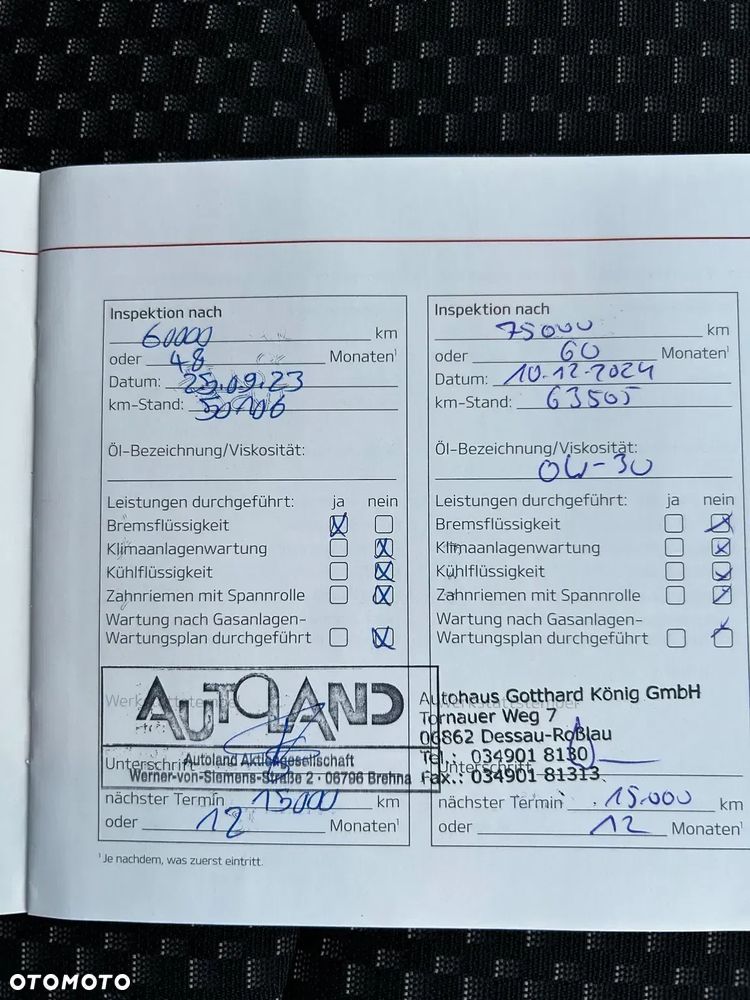 Inspektion nach
60000 km
oder 48 Monaten¹
Datum: 25.09.23
km-Stand: 50106
Öl-Bezeichnung/Viskosität:
Leistungen durchgeführt: ja nein
Bremsflüssigkeit
Klimaanlagenwartung
Kühlflüssigkeit
Zahnriemen mit Spannrolle
Wartung nach Gasanlagen-
Wartungsplan durchgeführt
AUTOLAND
Unterschrift
Autoland Aktiengesellschaft
Werner-von-Siemens-Straße 2 · 06796 Brehna
nächster Termin 15000 km
oder 12 Monaten¹
¹Je nachdem, was zuerst eintritt.
Inspektion nach
75000 km
oder 60 Monaten¹
Datum: 10.12.2024
km-Stand: 63505
Öl-Bezeichnung/Viskosität:
0W-30
Leistungen durchgeführt: ja nein
Bremsflüssigkeit
Klimaanlagenwartung
Kühlflüssigkeit
Zahnriemen mit Spannrolle
Wartung nach Gasanlagen-
Wartungsplan durchgeführt
Werkstattstempel
Autohaus Gotthard König GmbH
Tornauer Weg 7
06862 Dessau-Roßlau
Tel.: 034901 8130
Unterschrift
Fax.: 034901 81313
nächster Termin 15.000 km
oder 12 Monaten¹
OTOMOTO